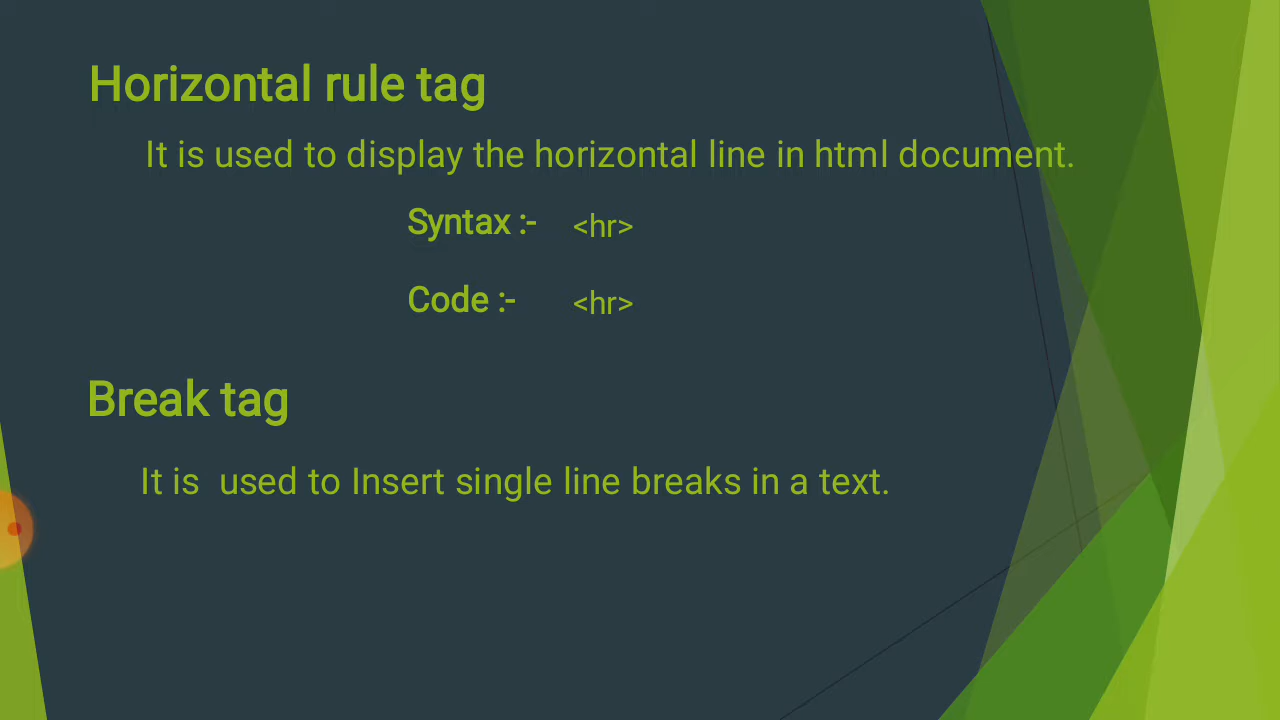 Horizontal rule tag
It is used to display the horizontal line in html document.
Syntax :- <hr>
Code :- <hr>
Break tag
It is  used to Insert single line breaks in a text.